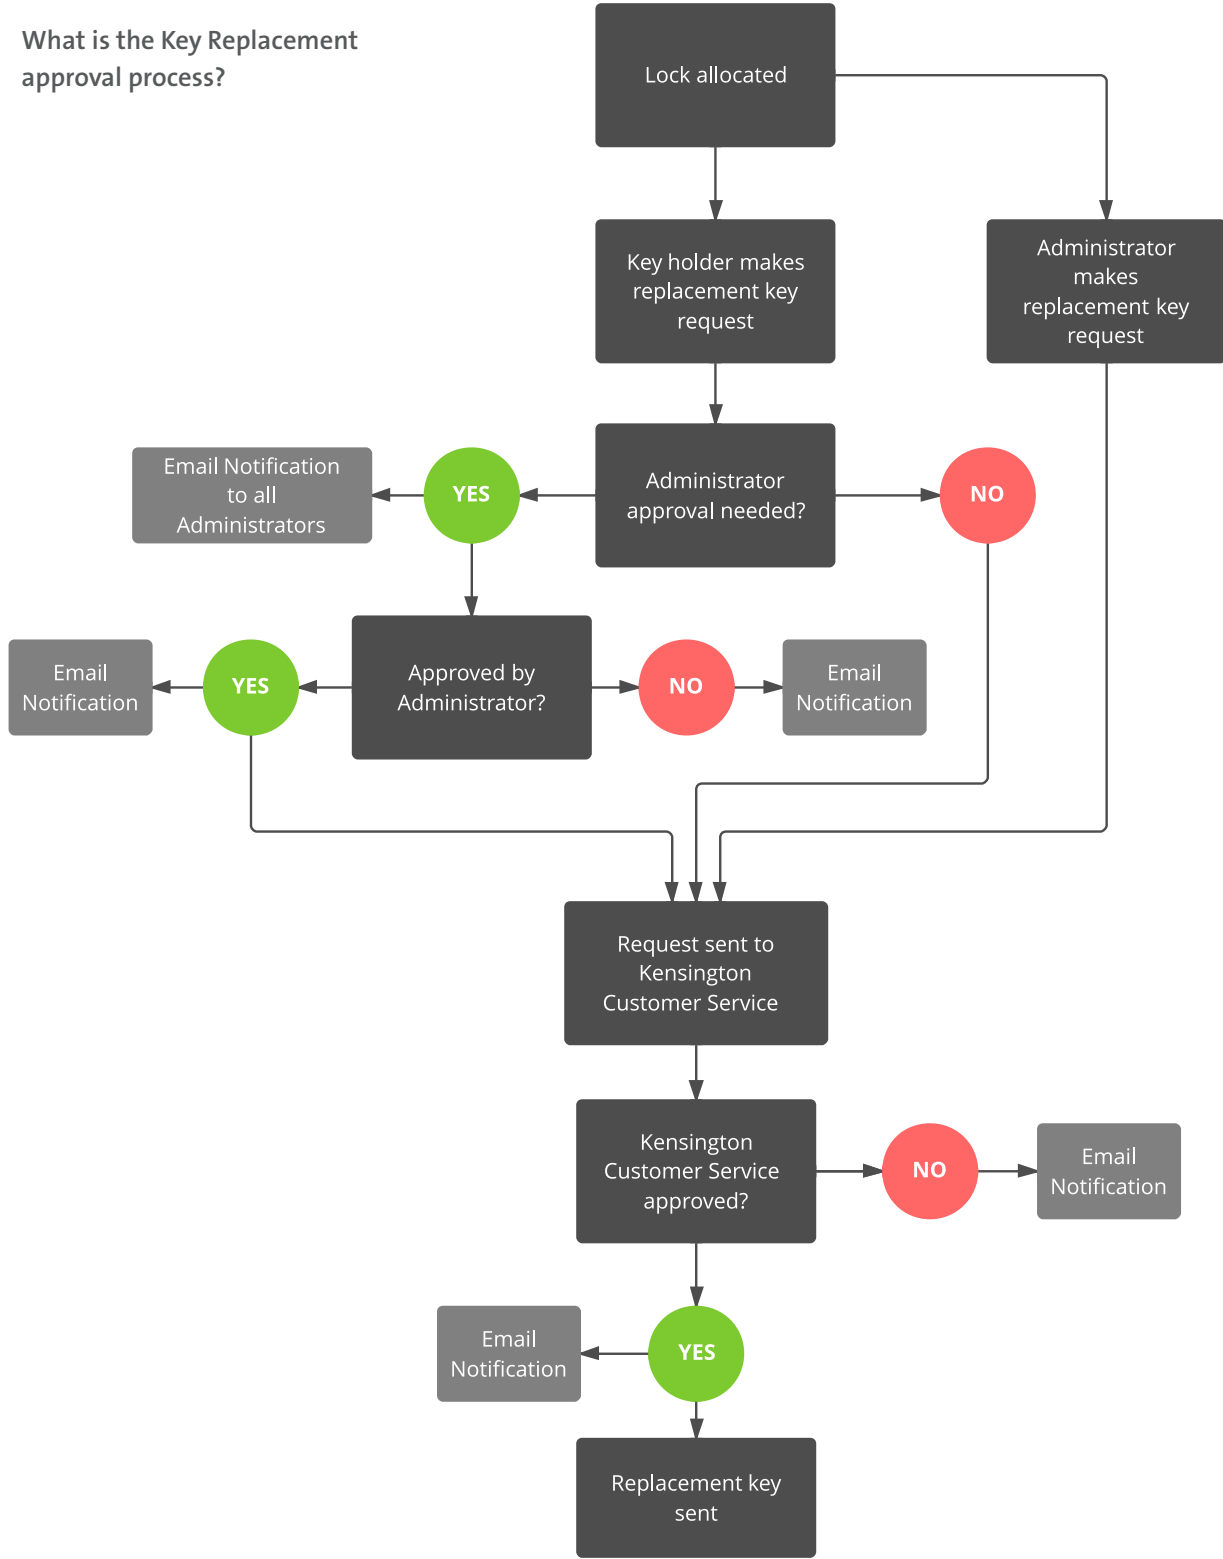 What is the Key Replacement
approval process?
Lock allocated
Key holder makes
replacement key
request
Administrator
makes
replacement key
request
Email Notification
to all
Administrators
YES
Administrator
approval needed?
NO
Email
Notification
YES
Approved by
Administrator?
NO
Email
Notification
Request sent to
Kensington
Customer Service
Kensington
Customer Service
approved?
NO
Email
Notification
Email
Notification
YES
Replacement key
sent